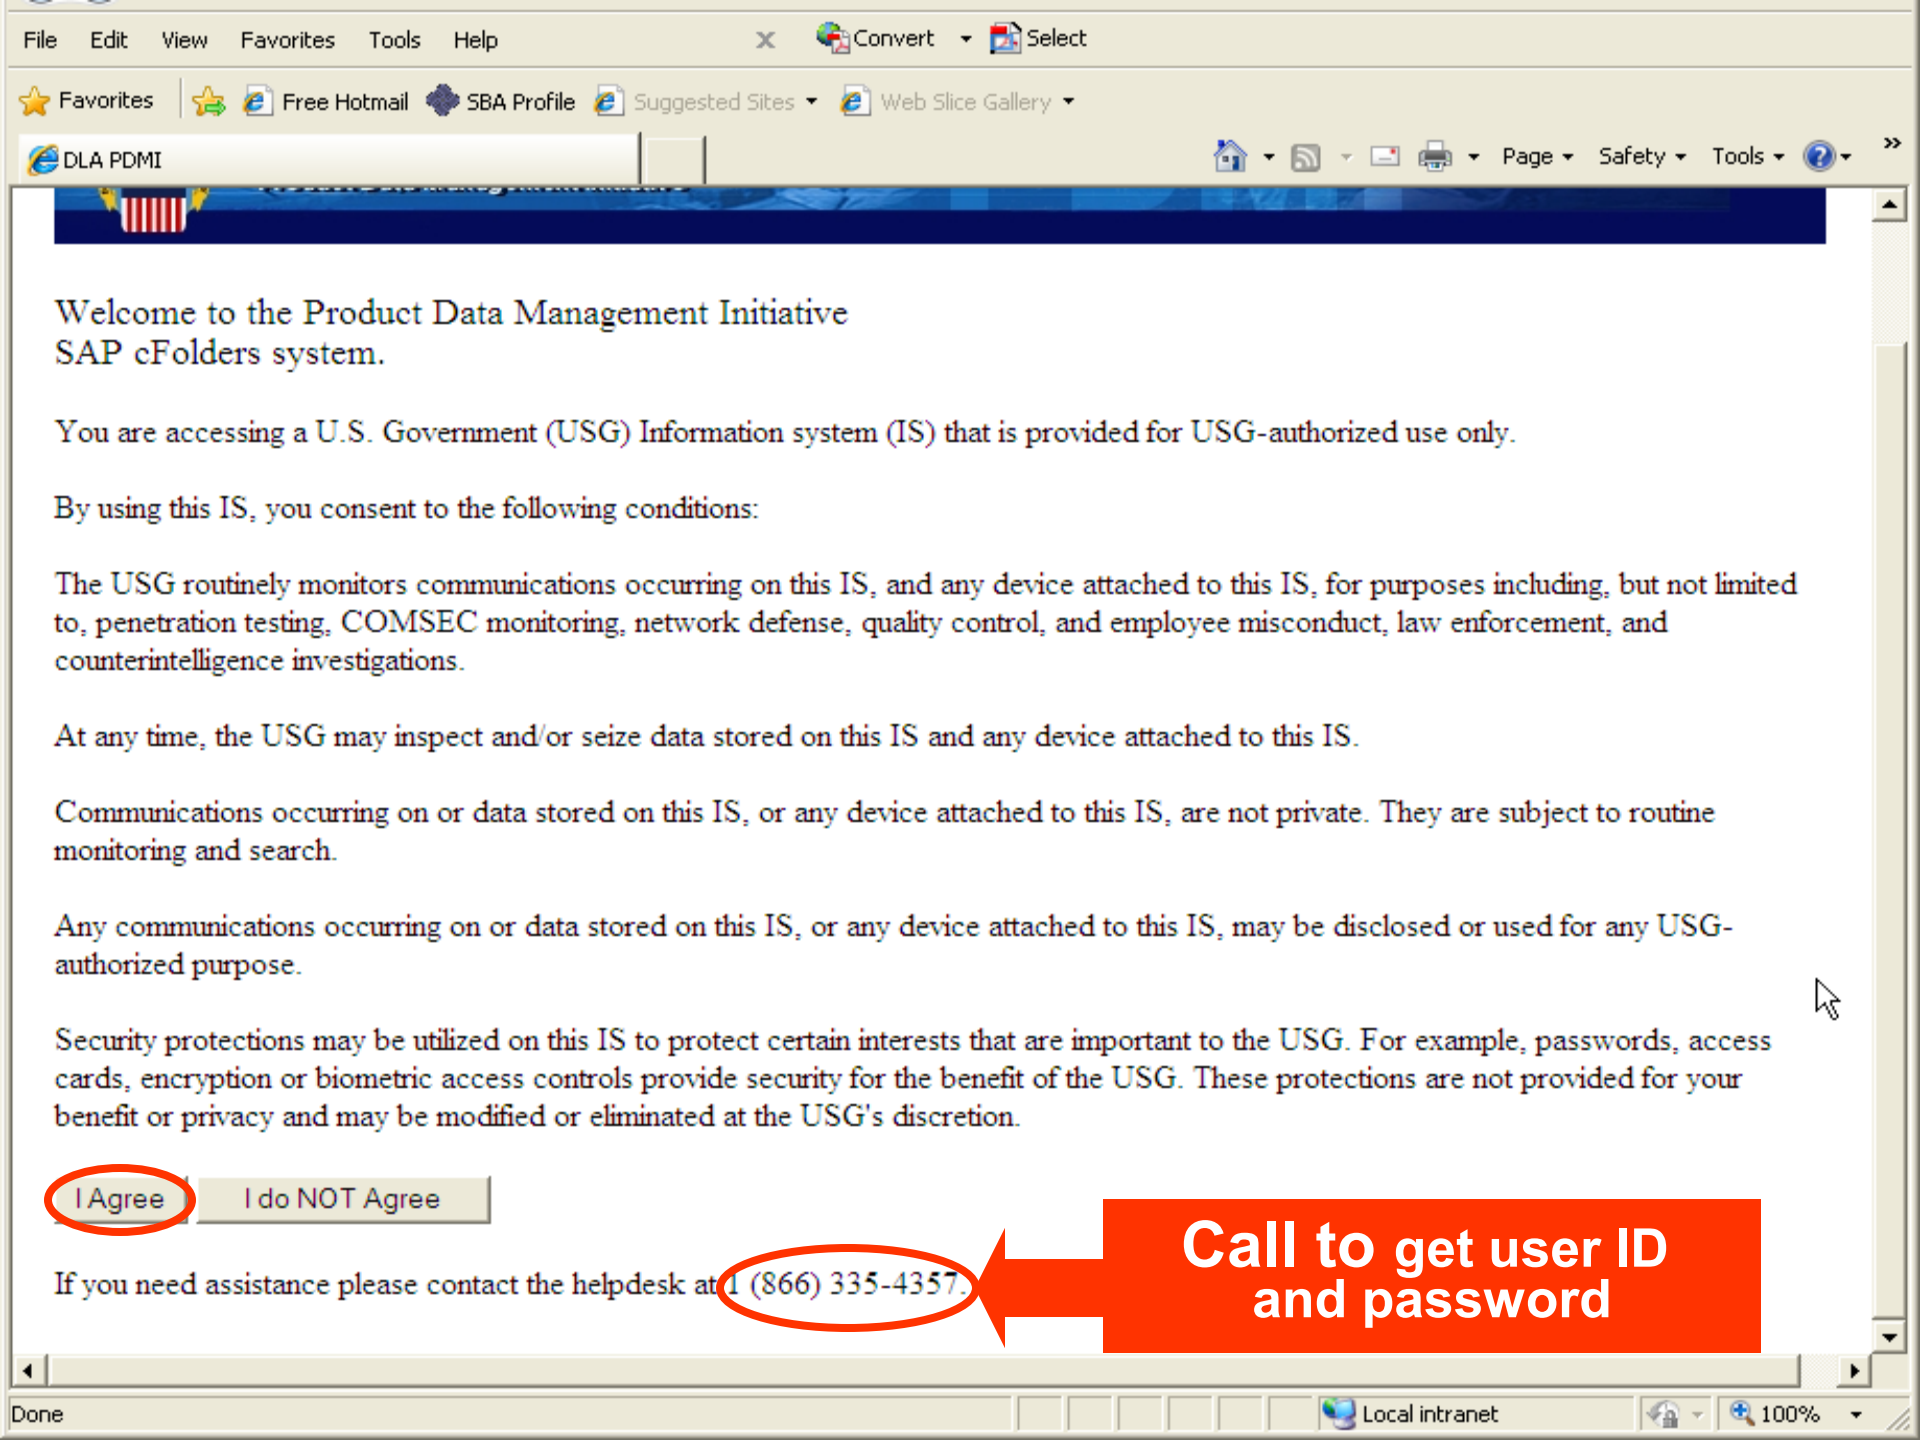 File Edit View Favorites Tools Help x Convert Select
Favorites Free Hotmail SBA Profile Suggested Sites Web Slice Gallery
DLA PDMI Page Safety Tools »
Product Data Management Initiative
Welcome to the Product Data Management Initiative
SAP cFolders system.
You are accessing a U.S. Government (USG) Information system (IS) that is provided for USG-authorized use only.
By using this IS, you consent to the following conditions:
The USG routinely monitors communications occurring on this IS, and any device attached to this IS, for purposes including, but not limited
to, penetration testing, COMSEC monitoring, network defense, quality control, and employee misconduct, law enforcement, and
counterintelligence investigations.
At any time, the USG may inspect and/or seize data stored on this IS and any device attached to this IS.
Communications occurring on or data stored on this IS, or any device attached to this IS, are not private. They are subject to routine
monitoring and search.
Any communications occurring on or data stored on this IS, or any device attached to this IS, may be disclosed or used for any USG-
authorized purpose.
Security protections may be utilized on this IS to protect certain interests that are important to the USG. For example, passwords, access
cards, encryption or biometric access controls provide security for the benefit of the USG. These protections are not provided for your
benefit or privacy and may be modified or eliminated at the USG's discretion.
I Agree I do NOT Agree
If you need assistance please contact the helpdesk at 1 (866) 335-4357.
Call to get user ID
and password
Done Local intranet 100%